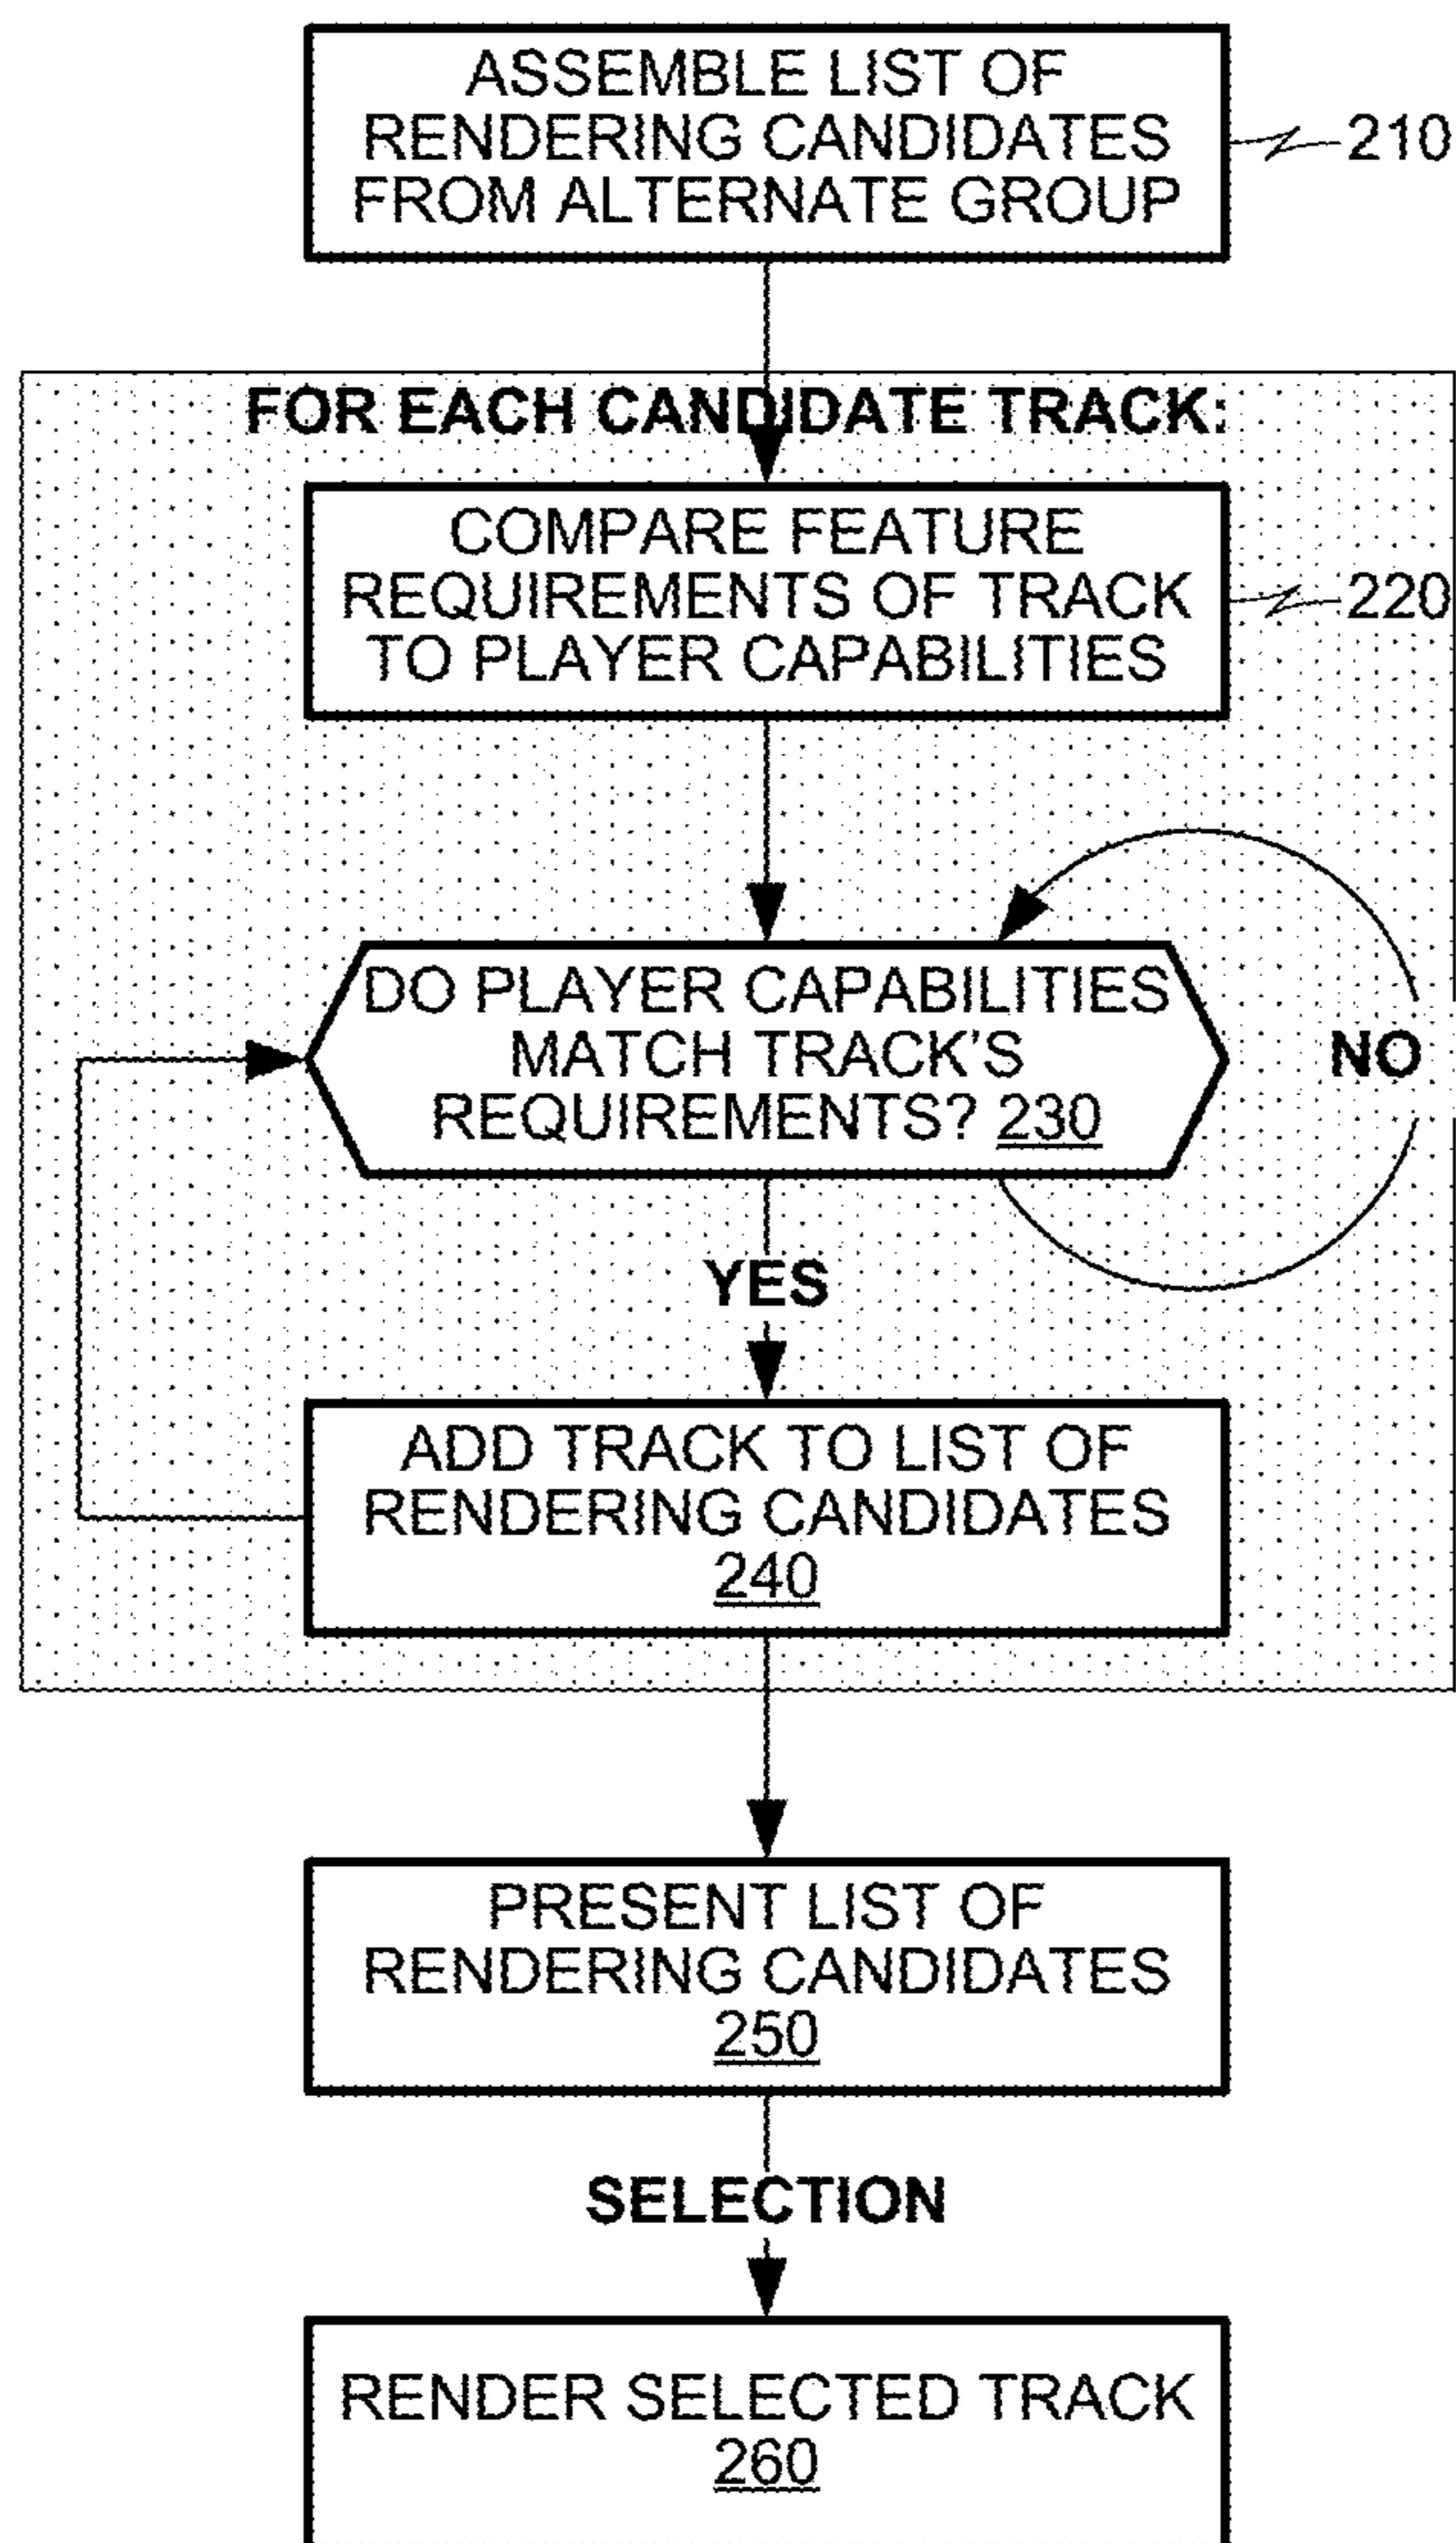 ASSEMBLE LIST OF
RENDERING CANDIDATES
FROM ALTERNATE GROUP
210
FOR EACH CANDIDATE TRACK:
COMPARE FEATURE
REQUIREMENTS OF TRACK
TO PLAYER CAPABILITIES
220
DO PLAYER CAPABILITIES
MATCH TRACK'S
REQUIREMENTS? 230
NO
YES
ADD TRACK TO LIST OF
RENDERING CANDIDATES
240
PRESENT LIST OF
RENDERING CANDIDATES
250
SELECTION
RENDER SELECTED TRACK
260